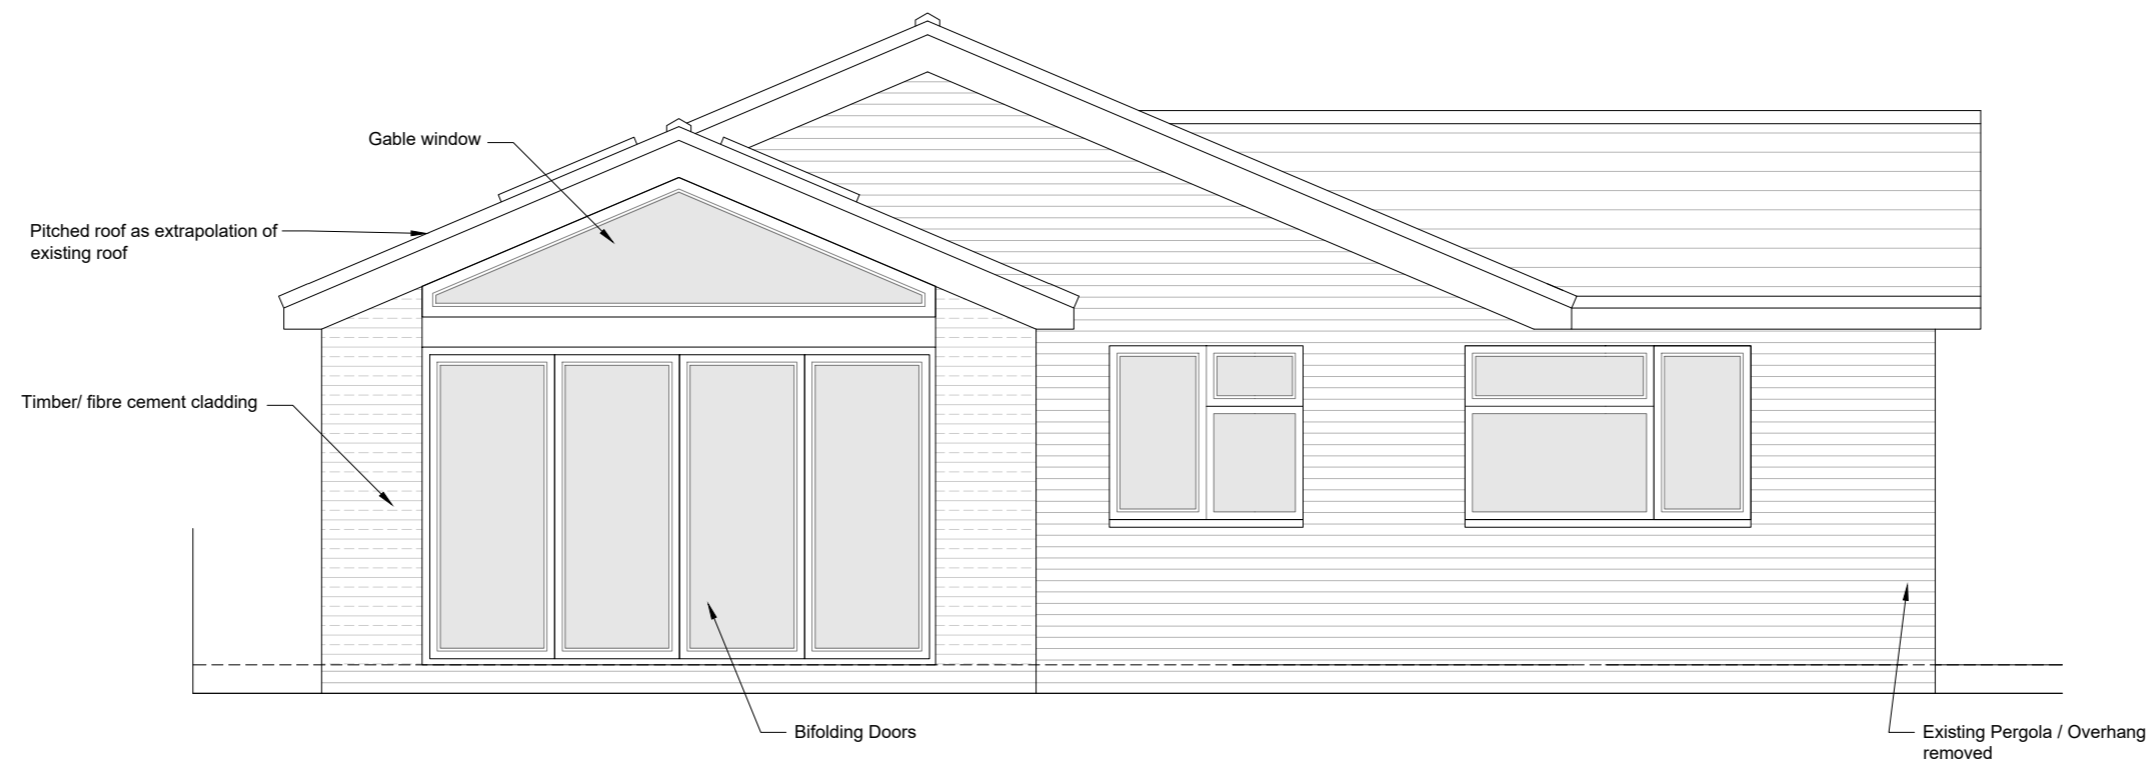 Gable window
Pitched roof as extrapolation of
existing roof
Timber/ fibre cement cladding
Bifolding Doors
Existing Pergola / Overhang
removed